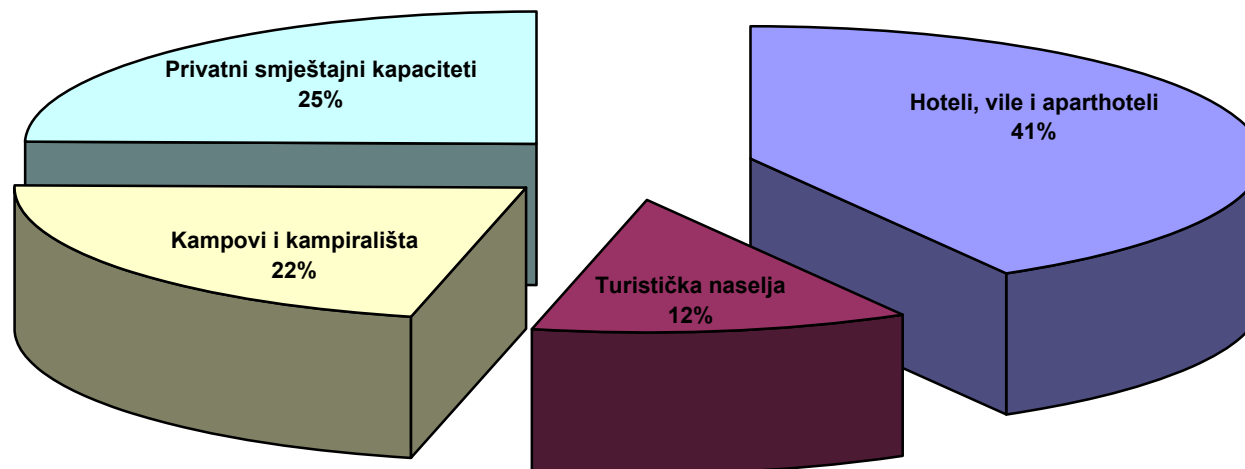 Privatni smještajni kapaciteti
25%
Hoteli, vile i aparthoteli
41%
Kampovi i kampirališta
22%
Turistička naselja
12%